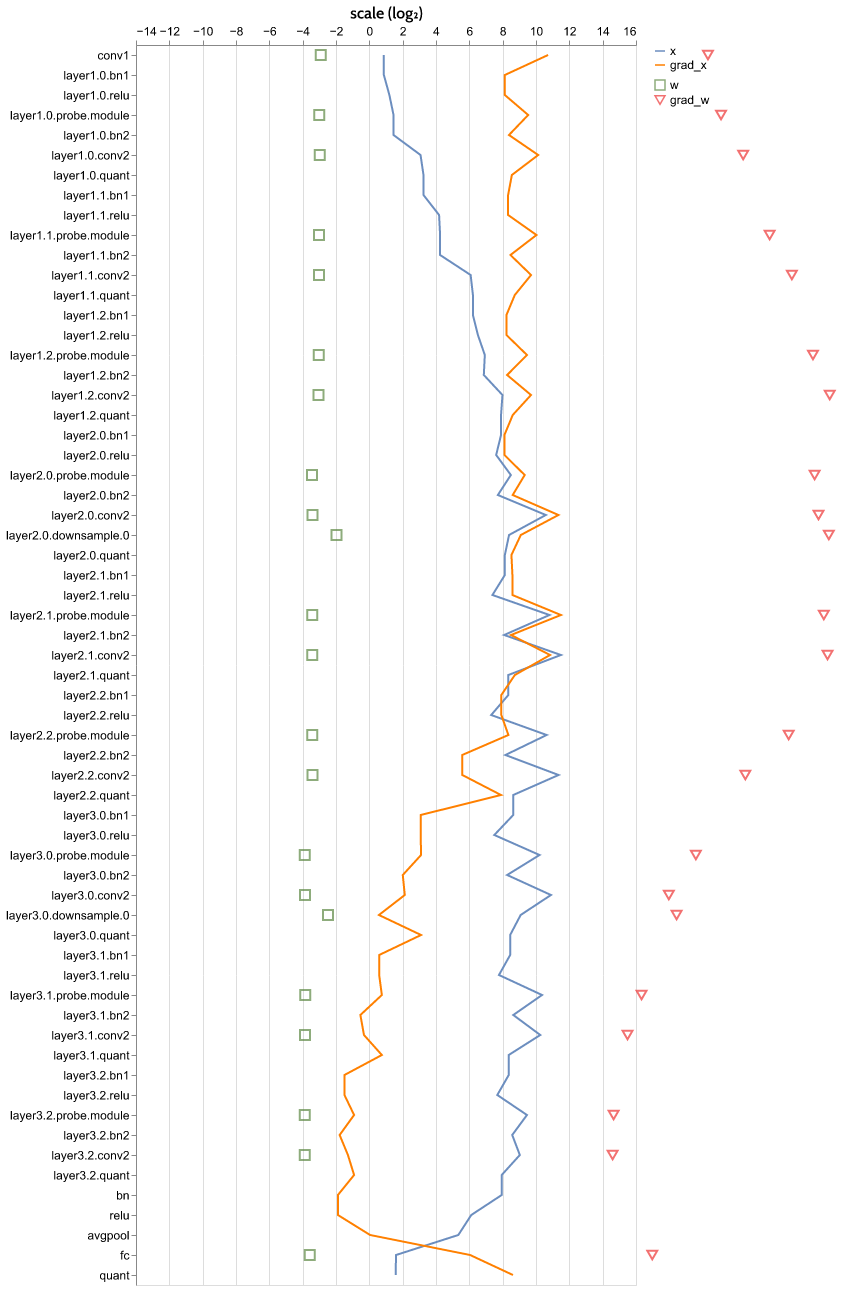 scale (log₂)
−14 −12 −10 −8 −6 −4 −2 0 2 4 6 8 10 12 14 16
x
grad_x
w
grad_w
conv1
layer1.0.bn1
layer1.0.relu
layer1.0.probe.module
layer1.0.bn2
layer1.0.conv2
layer1.0.quant
layer1.1.bn1
layer1.1.relu
layer1.1.probe.module
layer1.1.bn2
layer1.1.conv2
layer1.1.quant
layer1.2.bn1
layer1.2.relu
layer1.2.probe.module
layer1.2.bn2
layer1.2.conv2
layer1.2.quant
layer2.0.bn1
layer2.0.relu
layer2.0.probe.module
layer2.0.bn2
layer2.0.conv2
layer2.0.downsample.0
layer2.0.quant
layer2.1.bn1
layer2.1.relu
layer2.1.probe.module
layer2.1.bn2
layer2.1.conv2
layer2.1.quant
layer2.2.bn1
layer2.2.relu
layer2.2.probe.module
layer2.2.bn2
layer2.2.conv2
layer2.2.quant
layer3.0.bn1
layer3.0.relu
layer3.0.probe.module
layer3.0.bn2
layer3.0.conv2
layer3.0.downsample.0
layer3.0.quant
layer3.1.bn1
layer3.1.relu
layer3.1.probe.module
layer3.1.bn2
layer3.1.conv2
layer3.1.quant
layer3.2.bn1
layer3.2.relu
layer3.2.probe.module
layer3.2.bn2
layer3.2.conv2
layer3.2.quant
bn
relu
avgpool
fc
quant